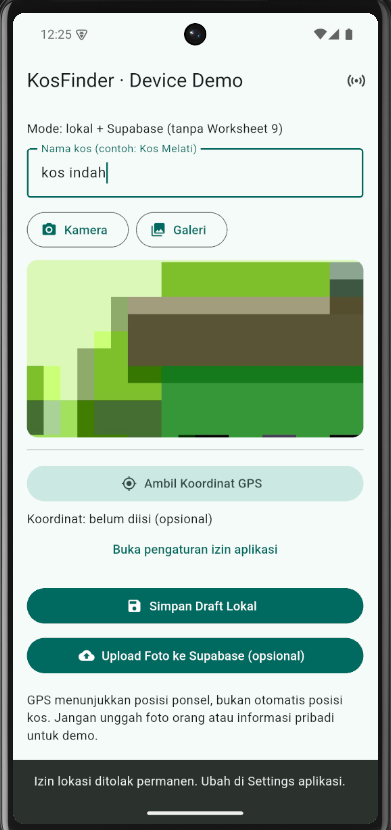 12:25
KosFinder · Device Demo
Mode: lokal + Supabase (tanpa Worksheet 9)
Nama kos (contoh: Kos Melati)
kos indah
Kamera
Galeri
Ambil Koordinat GPS
Koordinat: belum diisi (opsional)
Buka pengaturan izin aplikasi
Simpan Draft Lokal
Upload Foto ke Supabase (opsional)
GPS menunjukkan posisi ponsel, bukan otomatis posisi
kos. Jangan unggah foto orang atau informasi pribadi
untuk demo.
Izin lokasi ditolak permanen. Ubah di Settings aplikasi.